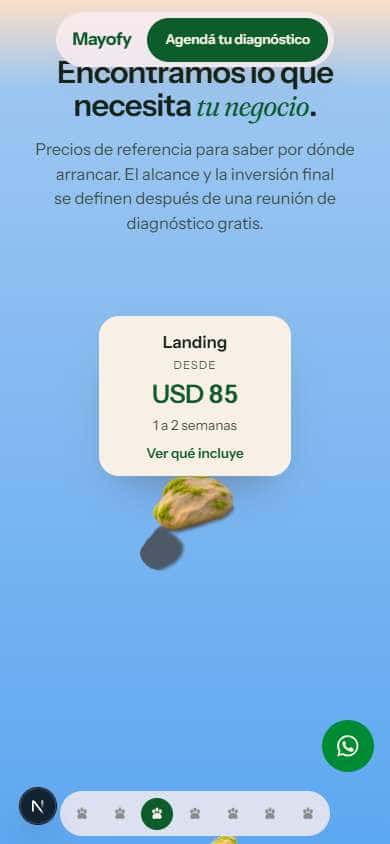 Mayofy
Agendá tu diagnóstico
Encontramos lo que
necesita tu negocio.
Precios de referencia para saber por dónde
arrancar. El alcance y la inversión final
se definen después de una reunión de
diagnóstico gratis.
Landing
DESDE
USD 85
1 a 2 semanas
Ver qué incluye
N